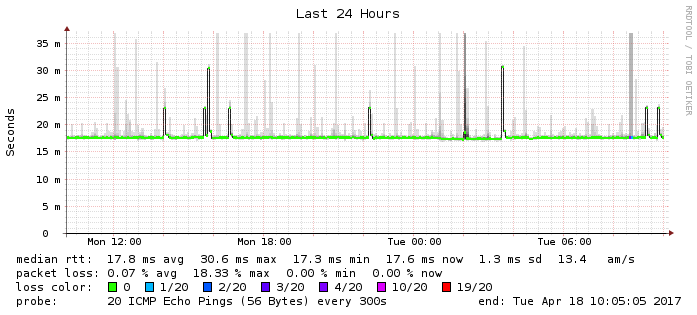 Last 24 Hours
RRDTOOL / TOBI OETIKER
Seconds
35 m
30 m
25 m
20 m
15 m
10 m
5 m
0
Mon 12:00 Mon 18:00 Tue 00:00 Tue 06:00
median rtt: 17.8 ms avg 30.6 ms max 17.3 ms min 17.6 ms now 1.3 ms sd 13.4 am/s
packet loss: 0.07 % avg 18.33 % max 0.00 % min 0.00 % now
loss color: 0 1/20 2/20 3/20 4/20 10/20 19/20
probe: 20 ICMP Echo Pings (56 Bytes) every 300s end: Tue Apr 18 10:05:05 2017